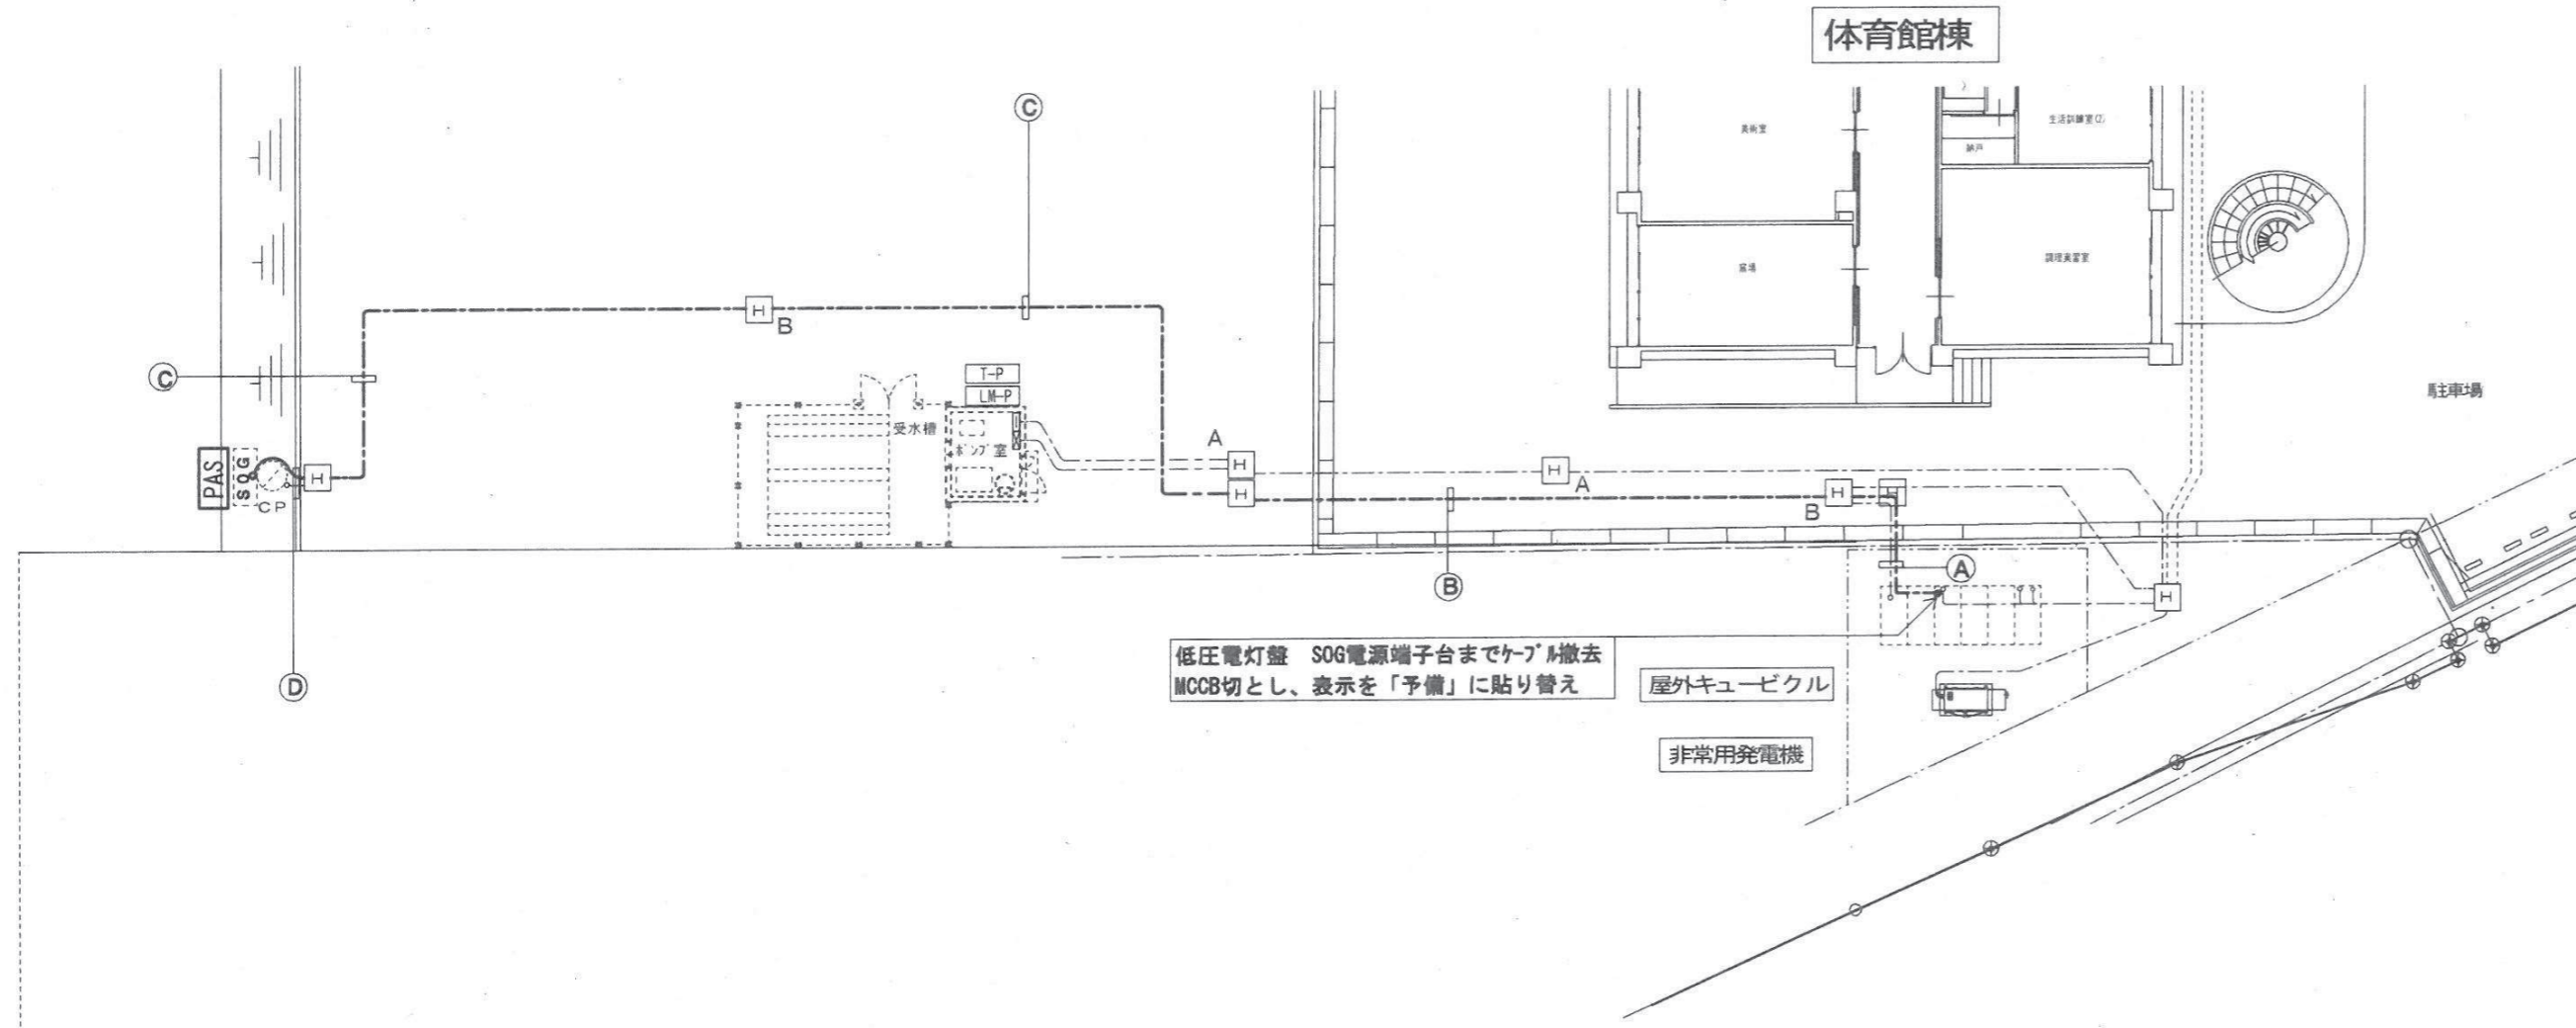 体育館棟
C
美術室
生活訓練室(2)
納戸
窯場
調理実習室
駐車場
H
B
C
T-P
LM-P
受水槽
ポンプ室
PAS
SOG
CP
H
A
H
H
H
A
H
B
H
B
A
H
低圧電灯盤 SOG電源端子台までケーブル撤去
MCCB切とし、表示を「予備」に貼り替え
屋外キュービクル
D
非常用発電機